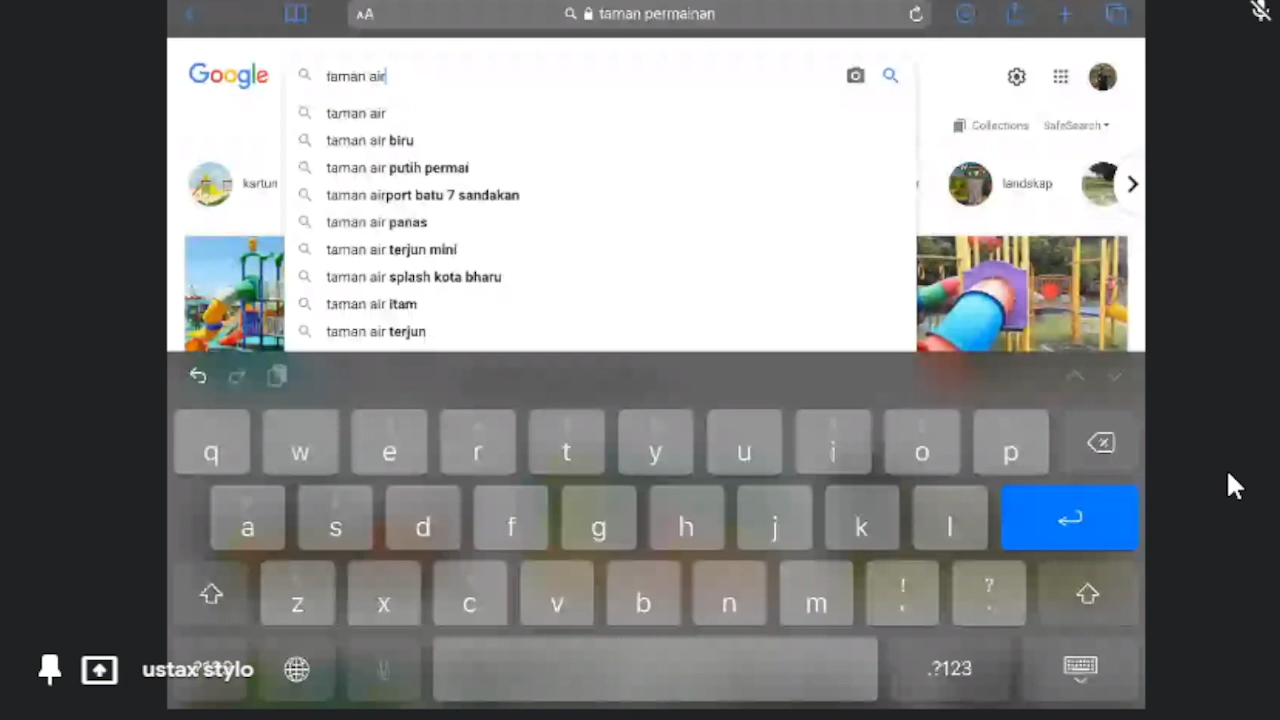 AA taman permainan
Google taman air
Collections SafeSearch
taman air
taman air biru
taman air putih permai
taman airport batu 7 sandakan
taman air panas
taman air terjun mini
taman air splash kota bharu
taman air itam
taman air terjun
kartun
landskap
q w e r t y u i o p
a s d f g h j k l
z x c v b n m ! , ? .
.?123 .?123
ustax stylo